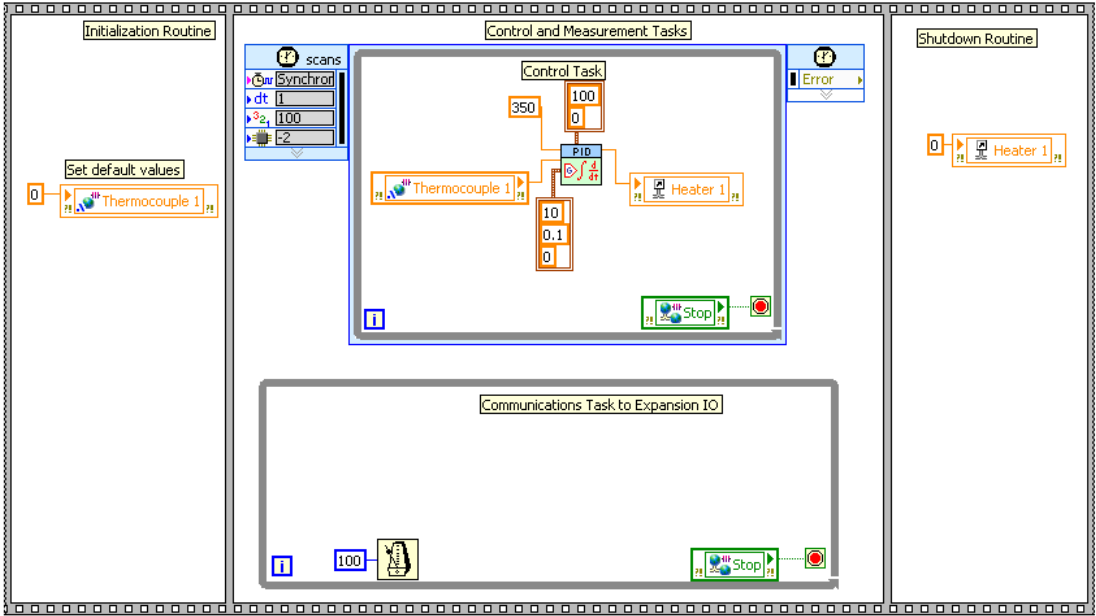 Initialization Routine
Set default values
0
Thermocouple 1
Control and Measurement Tasks
scans
Synchror
dt 1
321 100
-2
Error
Control Task
100
0
350
PID
Thermocouple 1
G
Heater 1
10
0.1
0
i
Stop
Communications Task to Expansion IO
i
100
Stop
Shutdown Routine
0
Heater 1